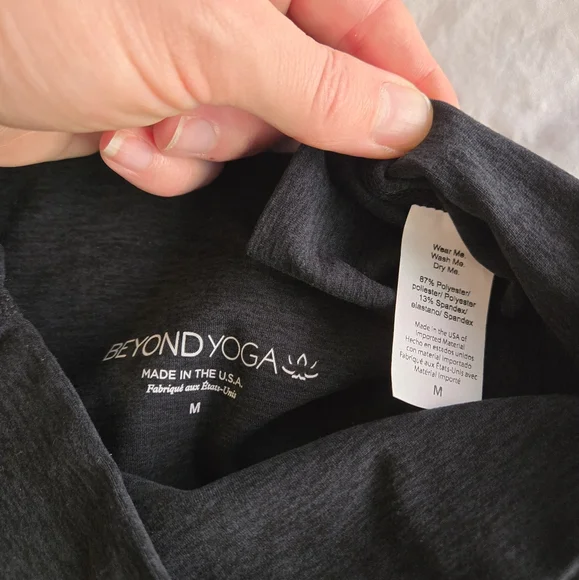 BEYOND YOGA
MADE IN THE U.S.A.
Fabriqué aux États-Unis
M
Wear Me.
Wash Me.
Dry Me.
87% Polyester/
poliester/ Polyester
13% Spandex/
elastano/ Spandex
Made in the USA of
Imported Material
Hecho en estados unidns
con material importado
Fabriqué aux États-Unis avec
Matériel Importé
M